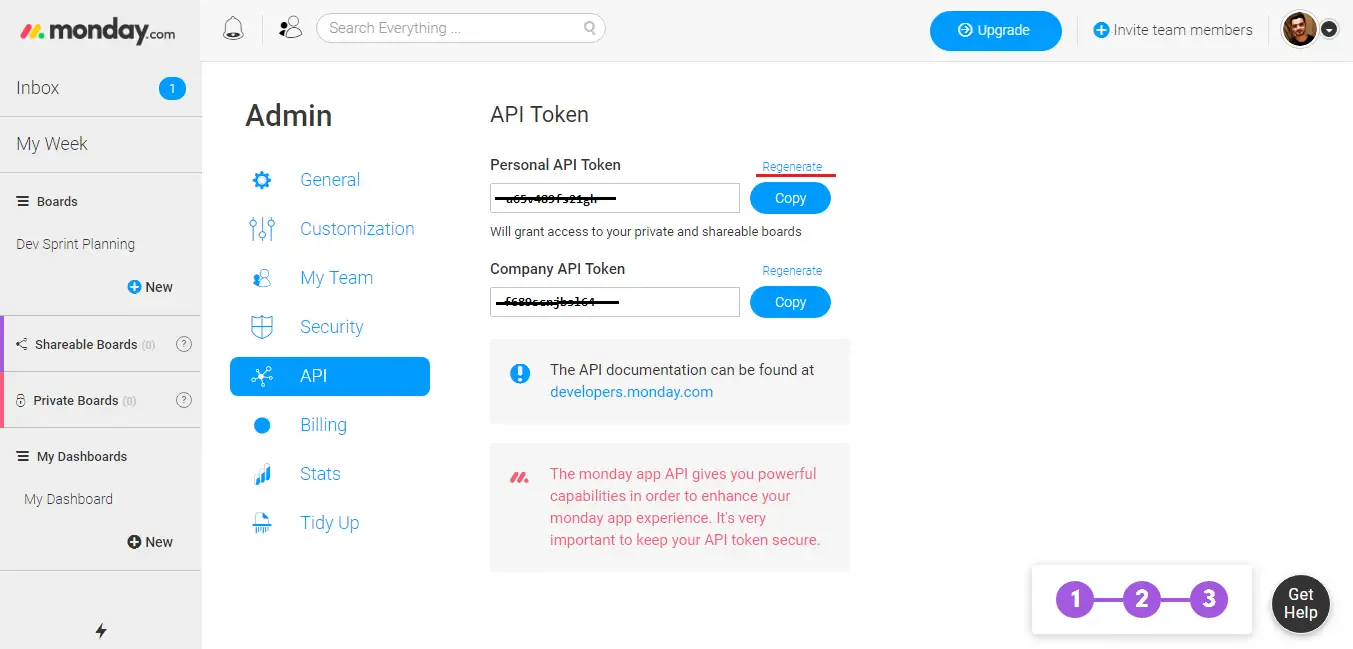 monday.com
Search Everything ...
Upgrade
Invite team members
Inbox
1
My Week
Boards
Dev Sprint Planning
New
Shareable Boards (0) ?
Private Boards (0) ?
My Dashboards
My Dashboard
New
Admin
General
Customization
My Team
Security
API
Billing
Stats
Tidy Up
API Token
Personal API Token
Regenerate
Copy
Will grant access to your private and shareable boards
Company API Token
Regenerate
Copy
The API documentation can be found at
developers.monday.com
The monday app API gives you powerful
capabilities in order to enhance your
monday app experience. It's very
important to keep your API token secure.
1 2 3
Get
Help